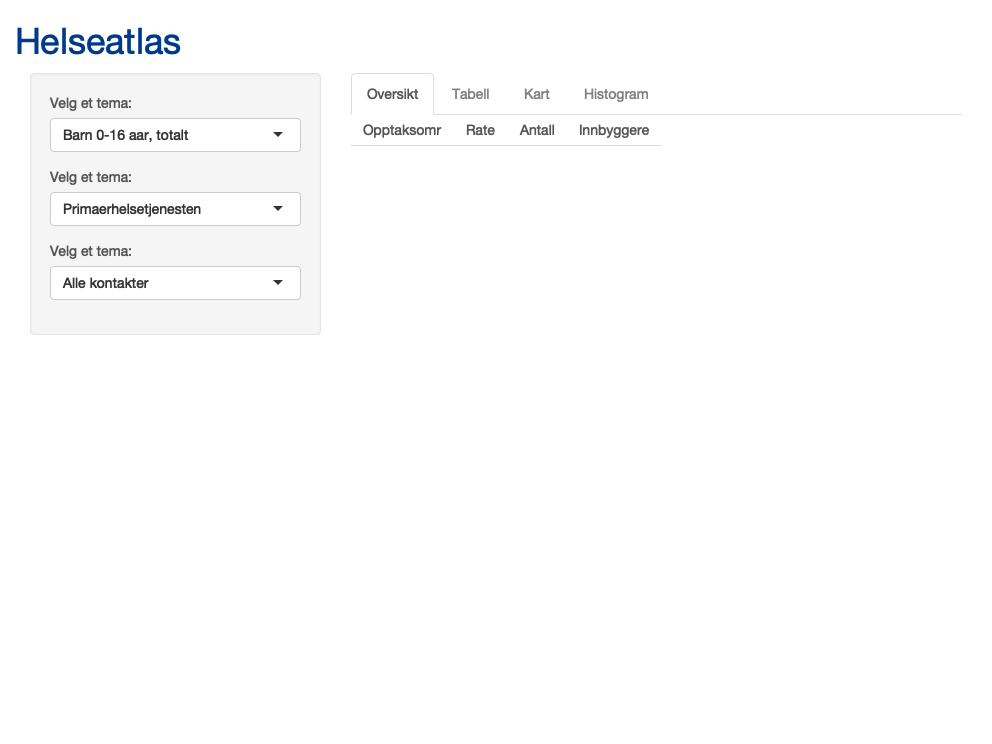 Helseatlas
Velg et tema:
Barn 0-16 aar, totalt
Velg et tema:
Primaerhelsetjenesten
Velg et tema:
Alle kontakter
Oversikt Tabell Kart Histogram
Opptaksomr Rate Antall Innbyggere